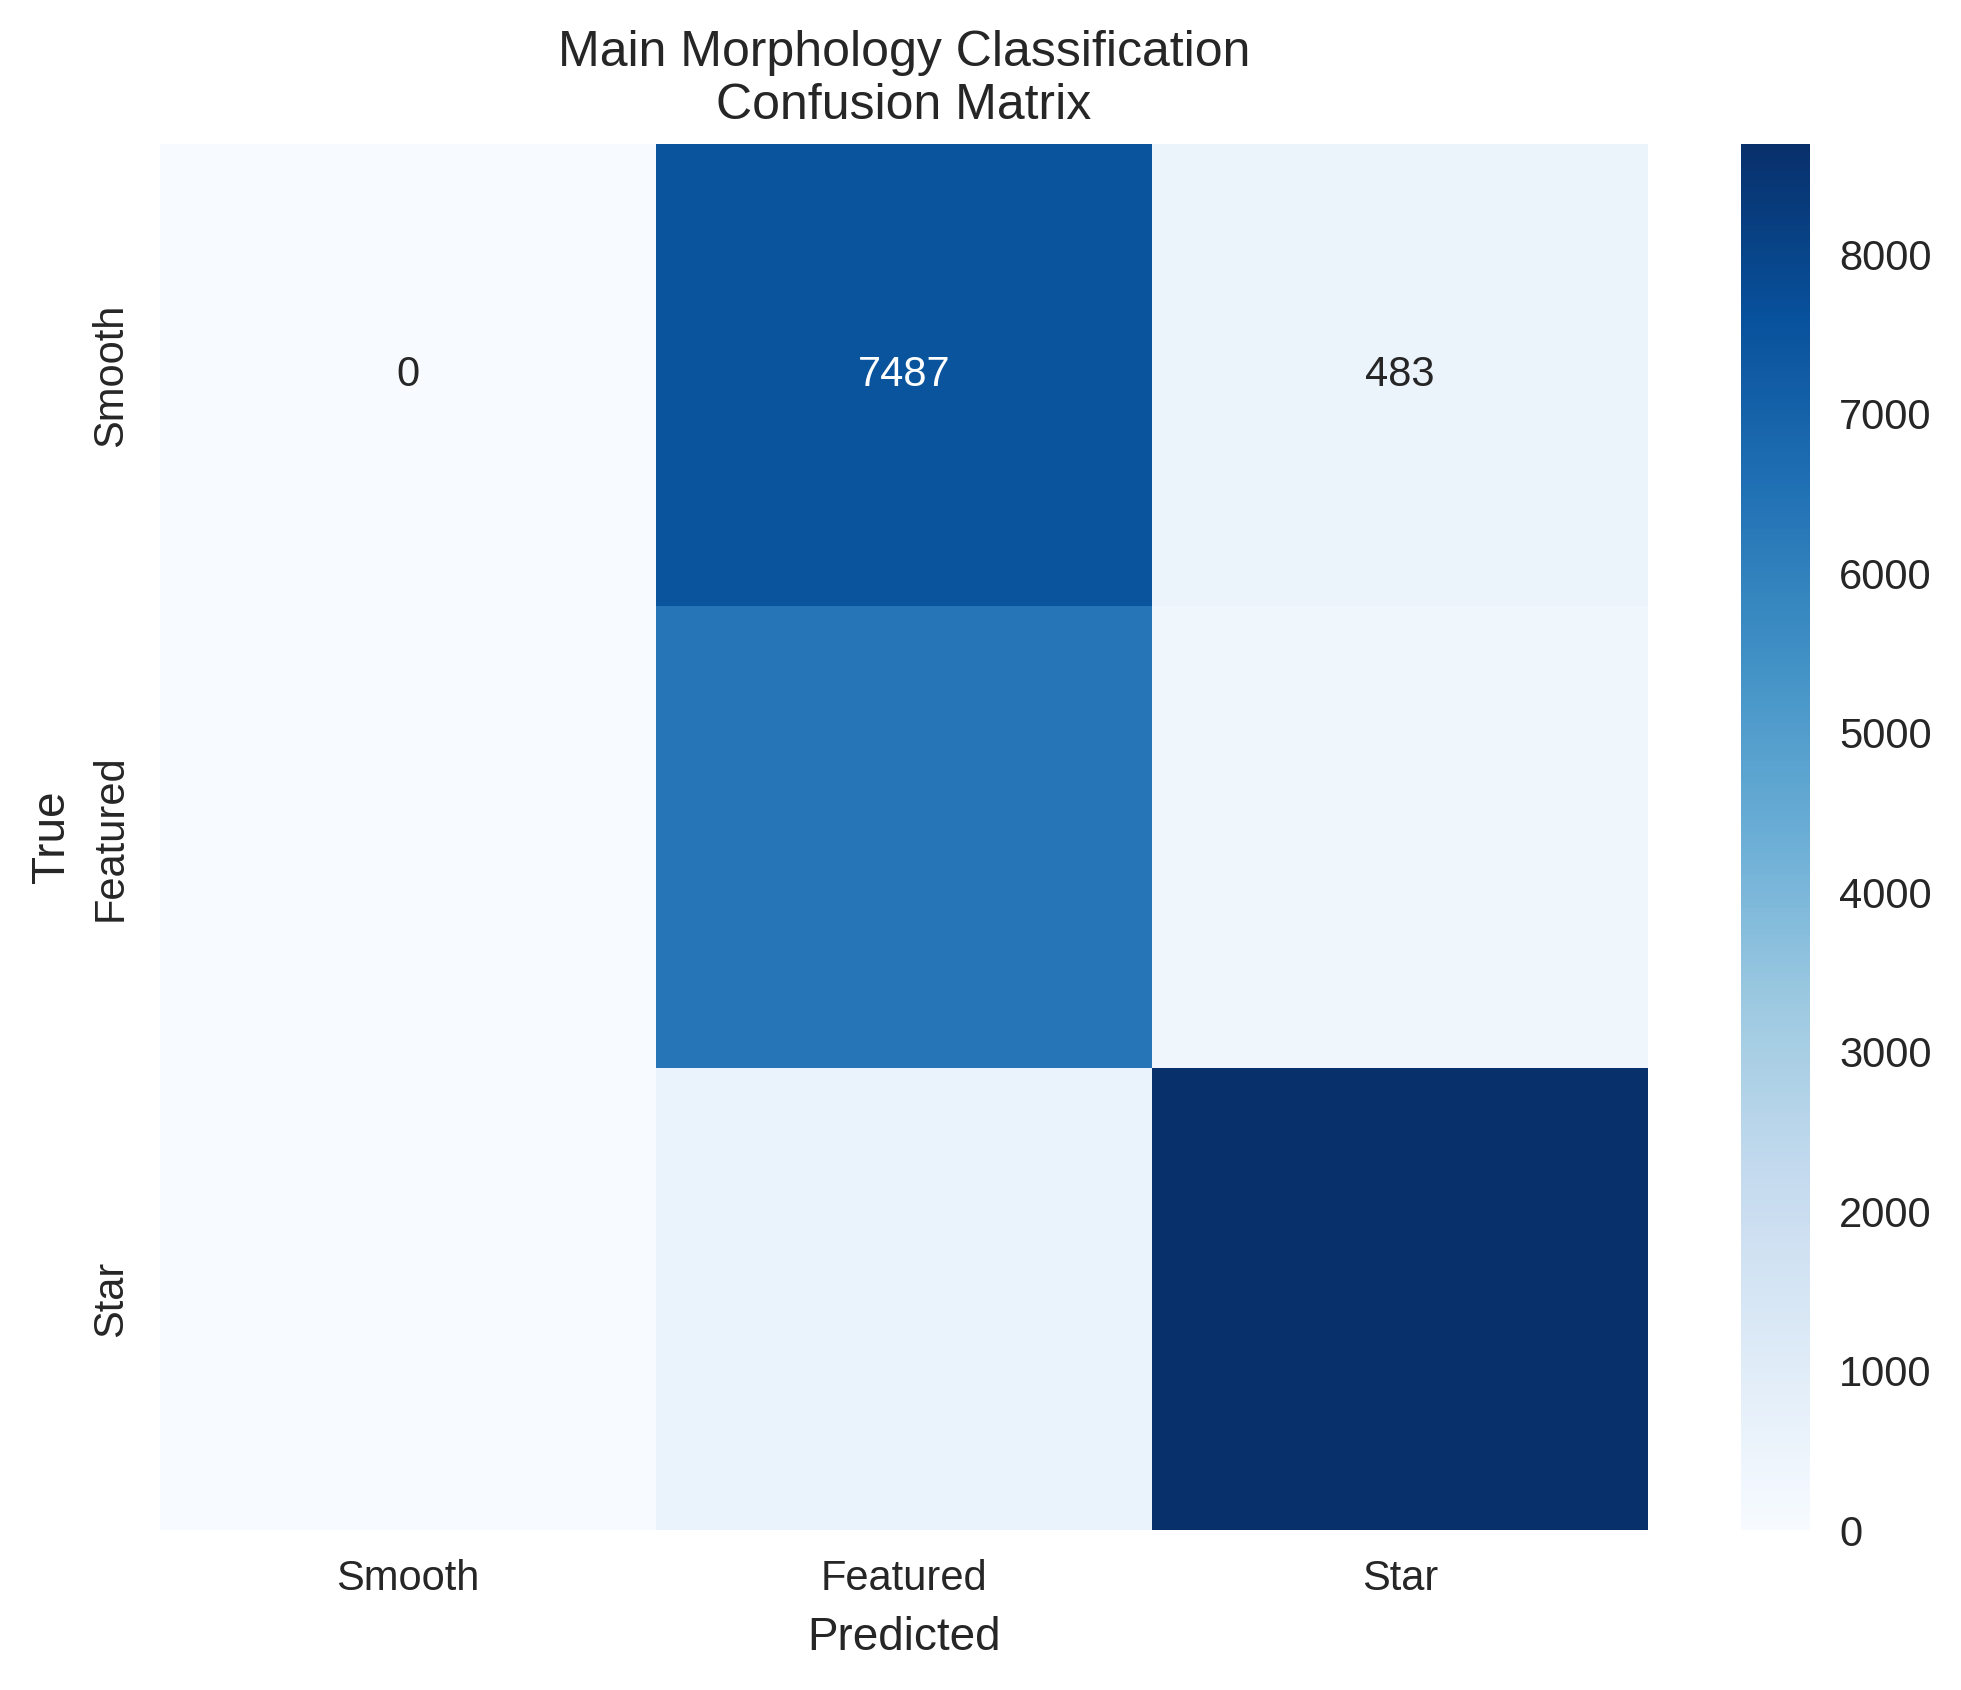 Main Morphology Classification
Confusion Matrix
True
Smooth
0
7487
483
Featured
Star
Smooth
Featured
Star
Predicted
8000
7000
6000
5000
4000
3000
2000
1000
0